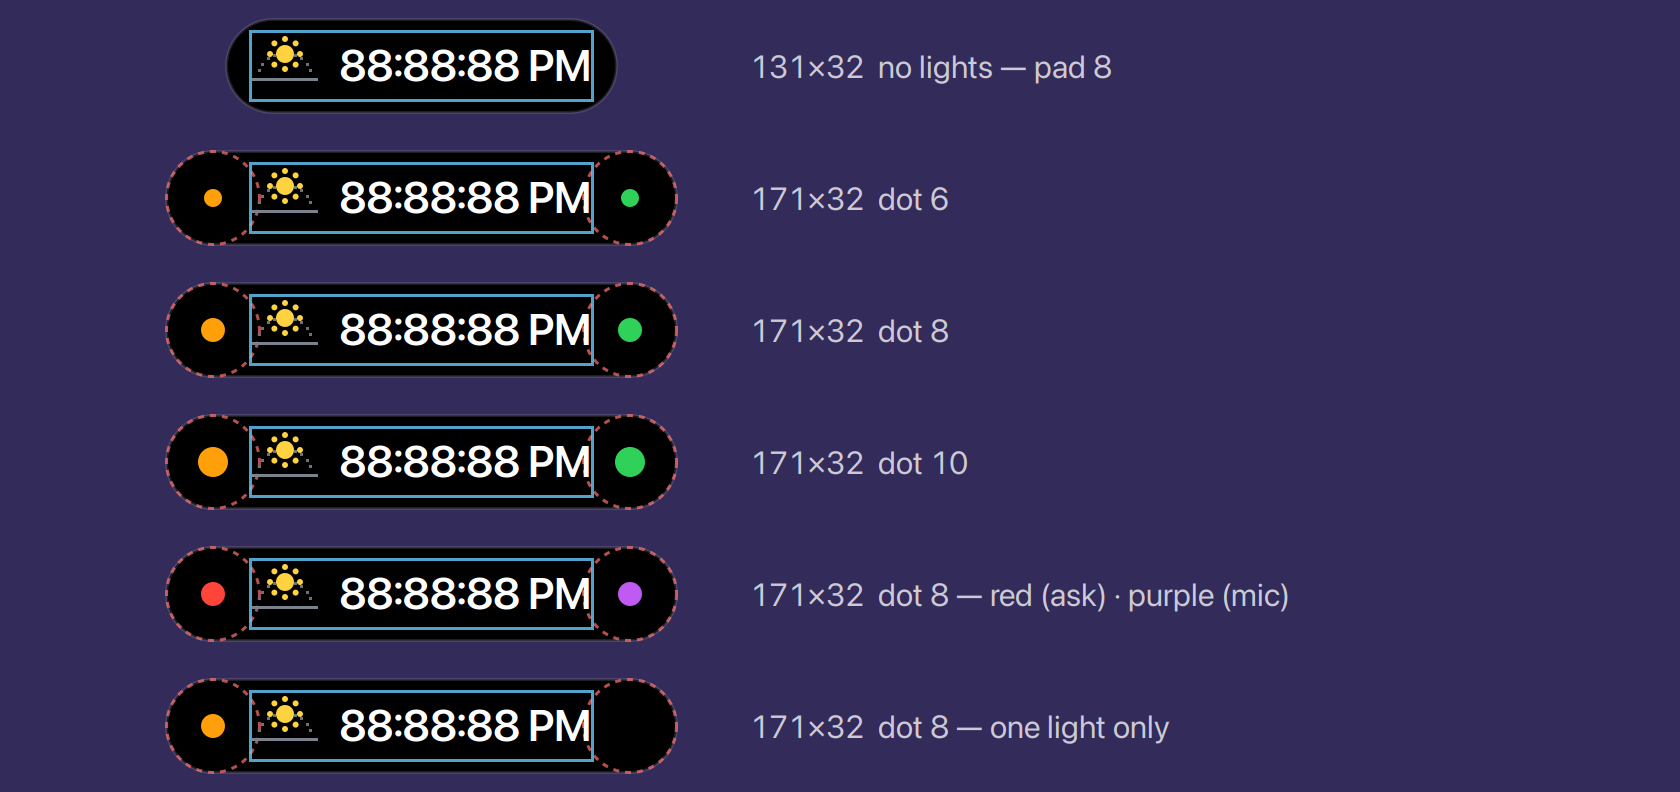 88:88:88 PM 131×32 no lights — pad 8
88:88:88 PM 171×32 dot 6
88:88:88 PM 171×32 dot 8
88:88:88 PM 171×32 dot 10
88:88:88 PM 171×32 dot 8 — red (ask) · purple (mic)
88:88:88 PM 171×32 dot 8 — one light only